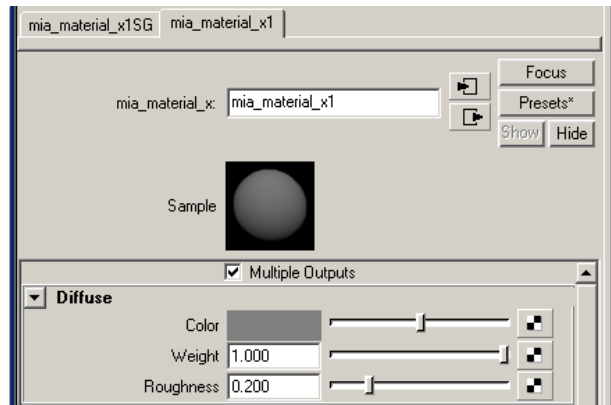 mia_material_x1SG mia_material_x1
Focus
mia_material_x: mia_material_x1
Presets*
Show Hide
Sample
Multiple Outputs
Diffuse
Color
Weight 1.000
Roughness 0.200